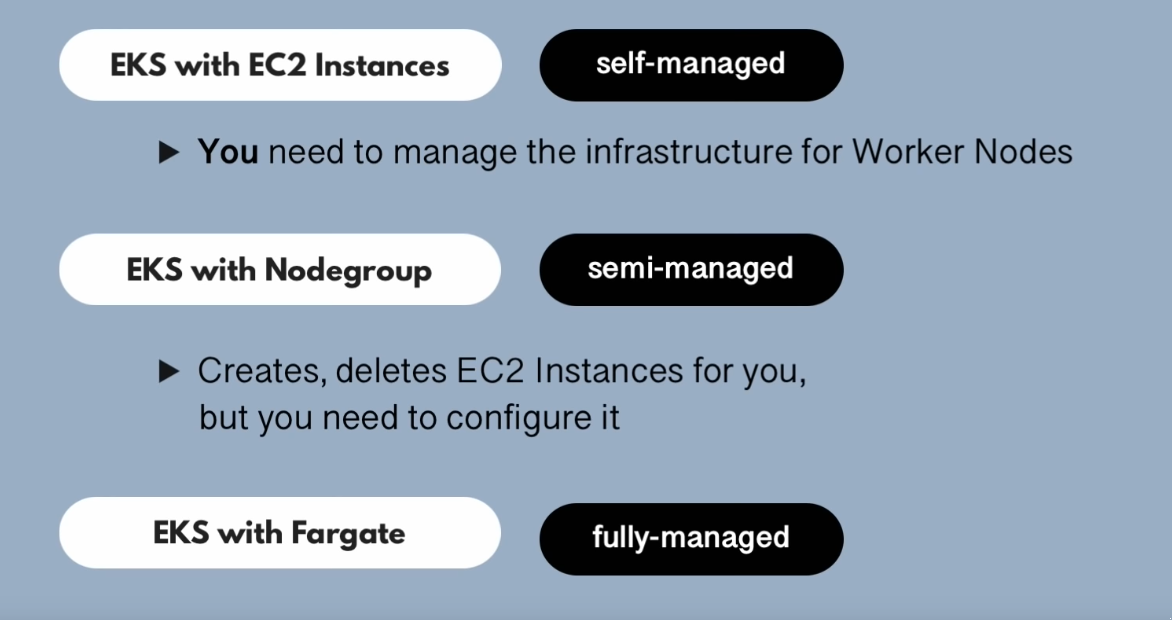 EKS with EC2 Instances
self-managed
You need to manage the infrastructure for Worker Nodes
EKS with Nodegroup
semi-managed
Creates, deletes EC2 Instances for you,
but you need to configure it
EKS with Fargate
fully-managed